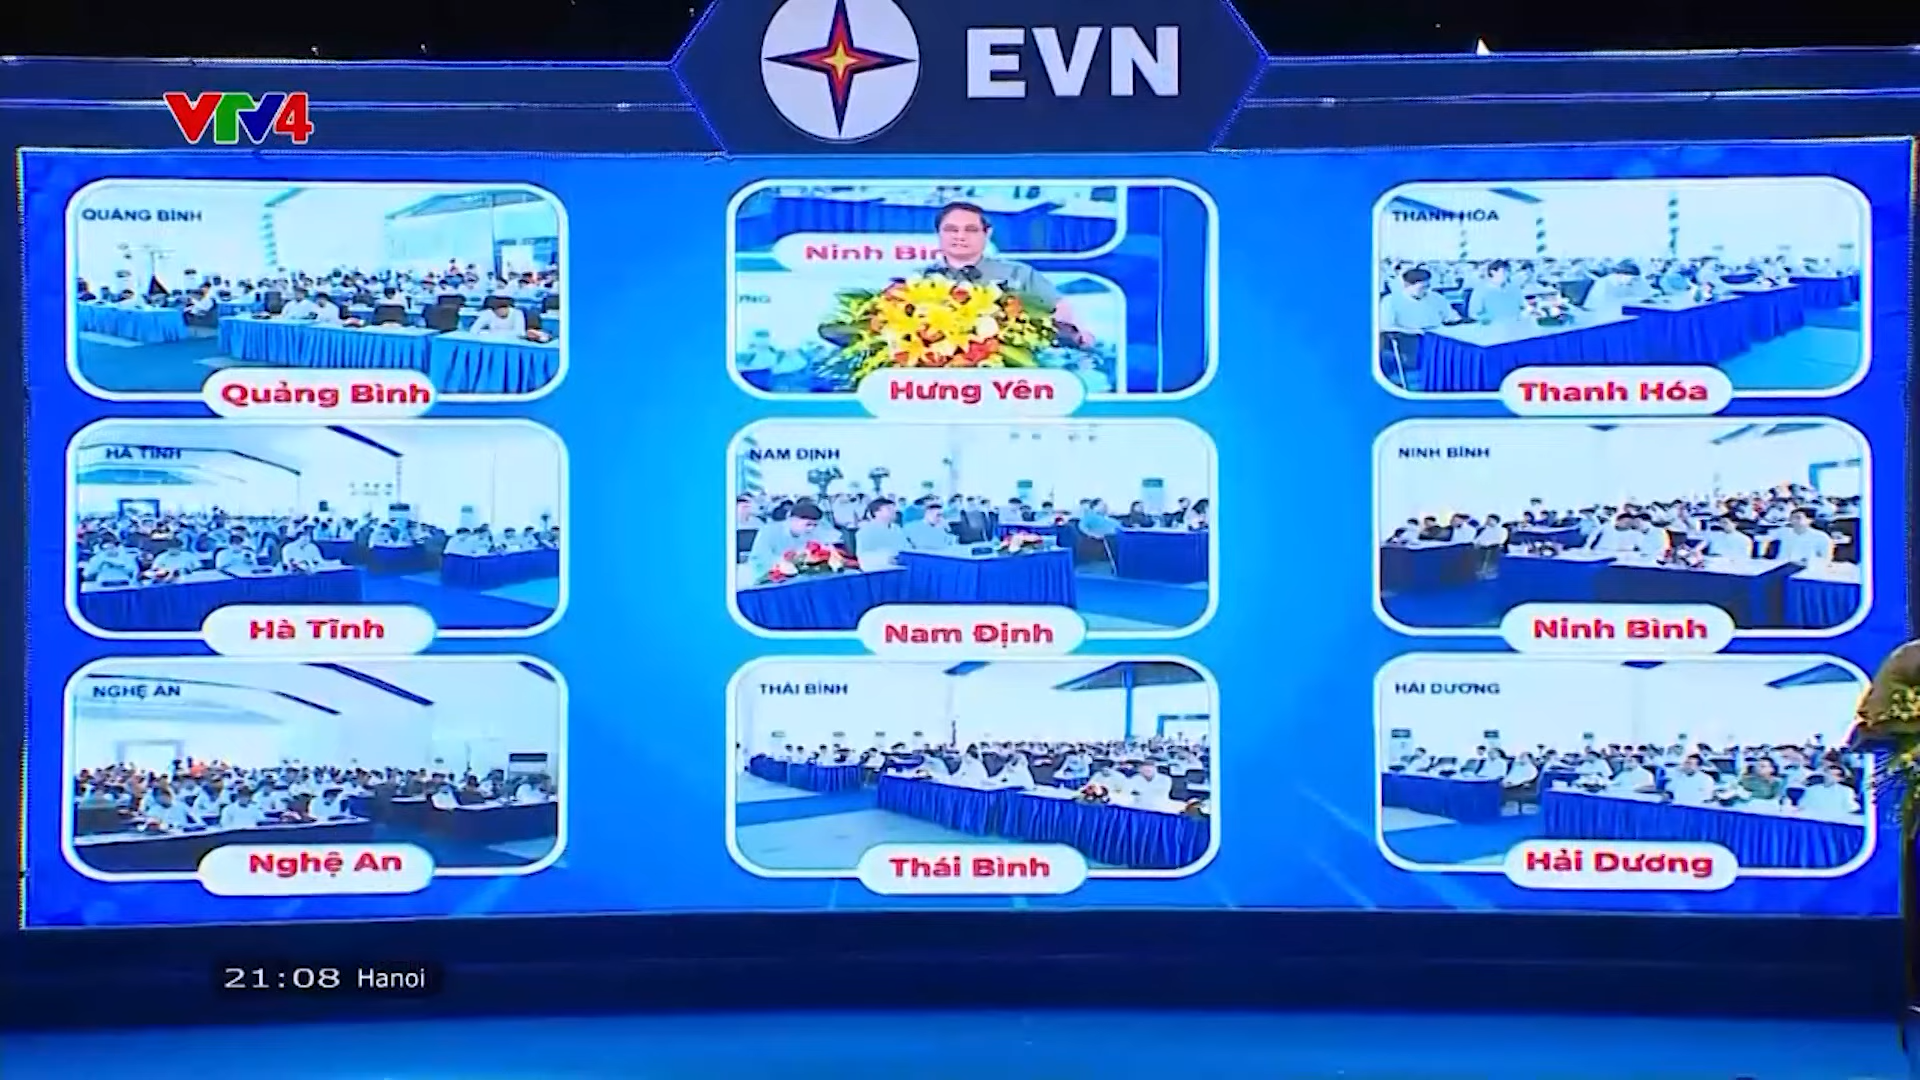 EVN
VTV4
QUẢNG BÌNH
Quảng Bình
Ninh Bìn
Hưng Yên
THANH HÓA
Thanh Hóa
HÀ TĨNH
Hà Tĩnh
NAM ĐỊNH
Nam Định
NINH BÌNH
Ninh Bình
NGHỆ AN
Nghệ An
THÁI BÌNH
Thái Bình
HẢI DƯƠNG
Hải Dương
21:08 Hanoi